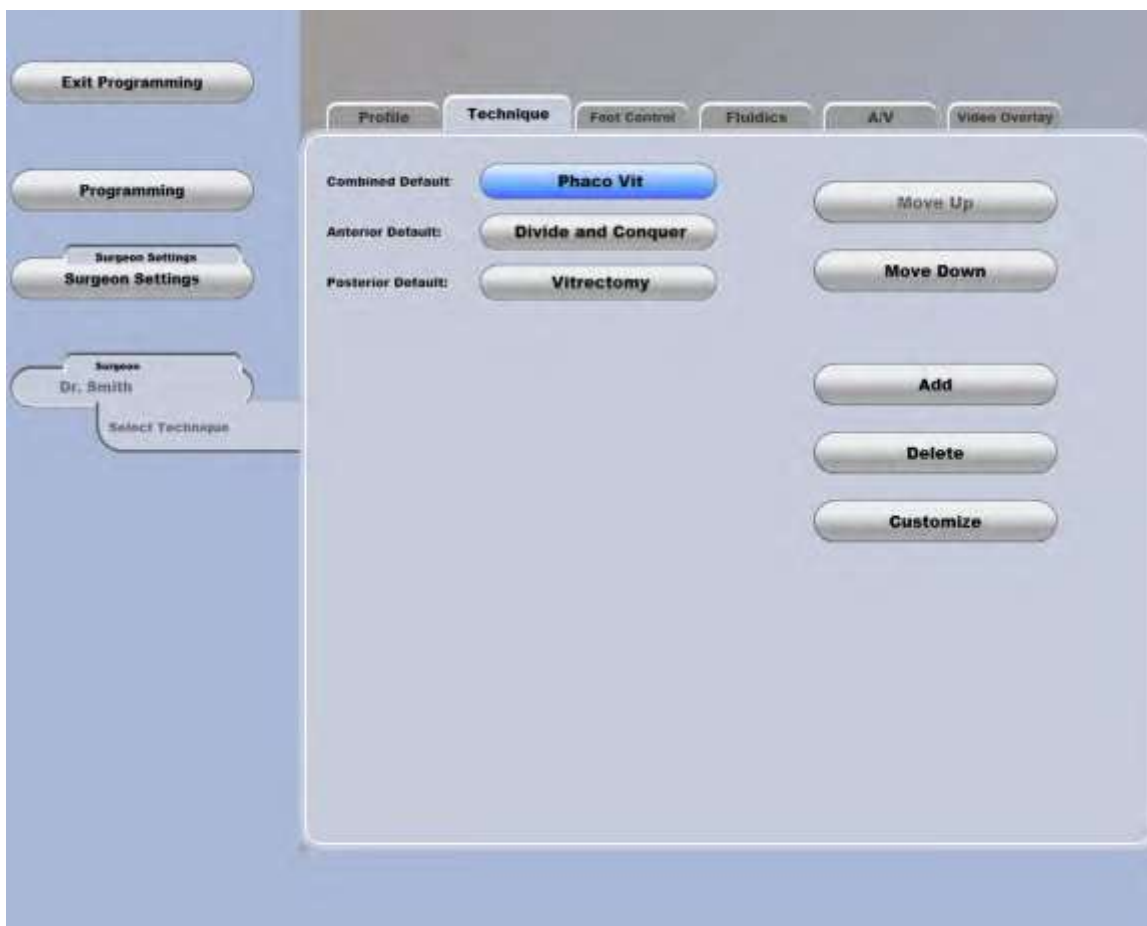 Exit Programming
Programming
Surgeon Settings
Surgeon Settings
Surgeon
Dr. Smith
Select Technique
Profile
Technique
Foot Control
Fluidics
A/V
Video Overlay
Combined Default:
Phaco Vit
Anterior Default:
Divide and Conquer
Posterior Default:
Vitrectomy
Move Up
Move Down
Add
Delete
Customize